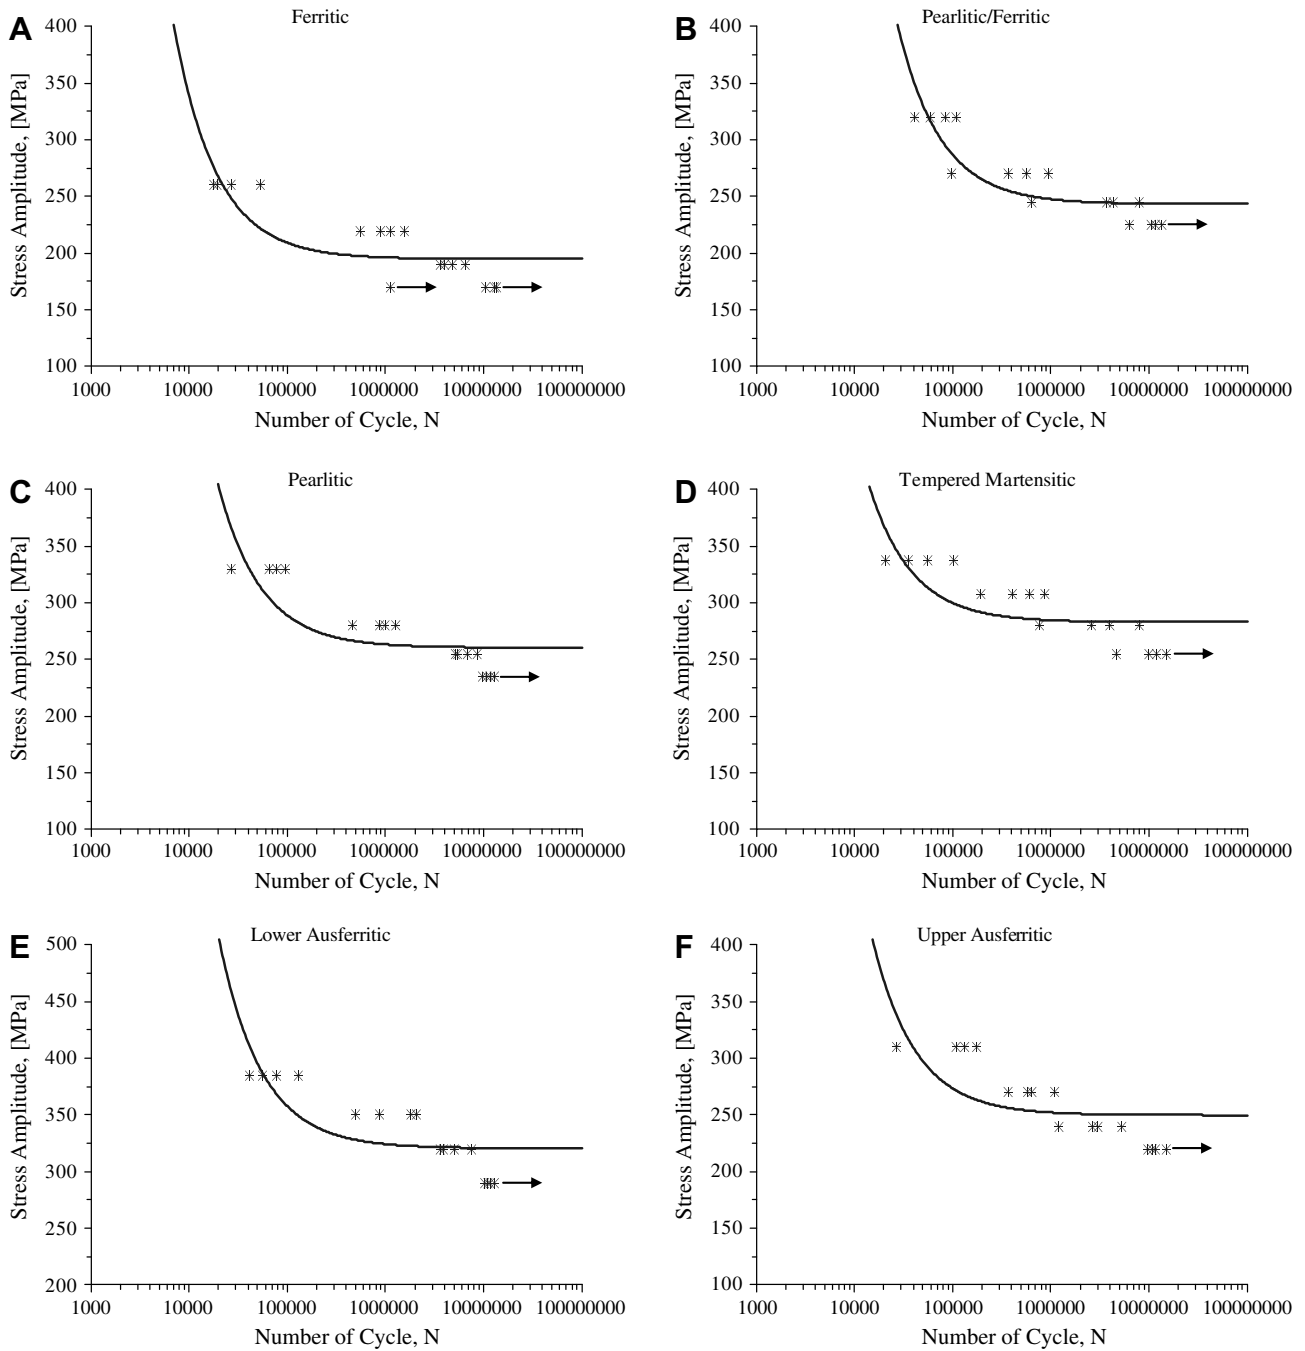 A
Ferritic
Stress Amplitude, [MPa]
400
350
300
250
200
150
100
1000 10000 100000 1000000 10000000 100000000
Number of Cycle, N
B
Pearlitic/Ferritic
Stress Amplitude, [MPa]
400
350
300
250
200
150
100
1000 10000 100000 1000000 10000000 100000000
Number of Cycle, N
C
Pearlitic
Stress Amplitude, [MPa]
400
350
300
250
200
150
100
1000 10000 100000 1000000 10000000 100000000
Number of Cycle, N
D
Tempered Martensitic
Stress Amplitude, [MPa]
400
350
300
250
200
150
100
1000 10000 100000 1000000 10000000 100000000
Number of Cycle, N
E
Lower Ausferritic
Stress Amplitude, [MPa]
500
450
400
350
300
250
200
1000 10000 100000 1000000 10000000 100000000
Number of Cycle, N
F
Upper Ausferritic
Stress Amplitude, [MPa]
400
350
300
250
200
250
100
1000 10000 100000 1000000 10000000 100000000
Number of Cycle, N